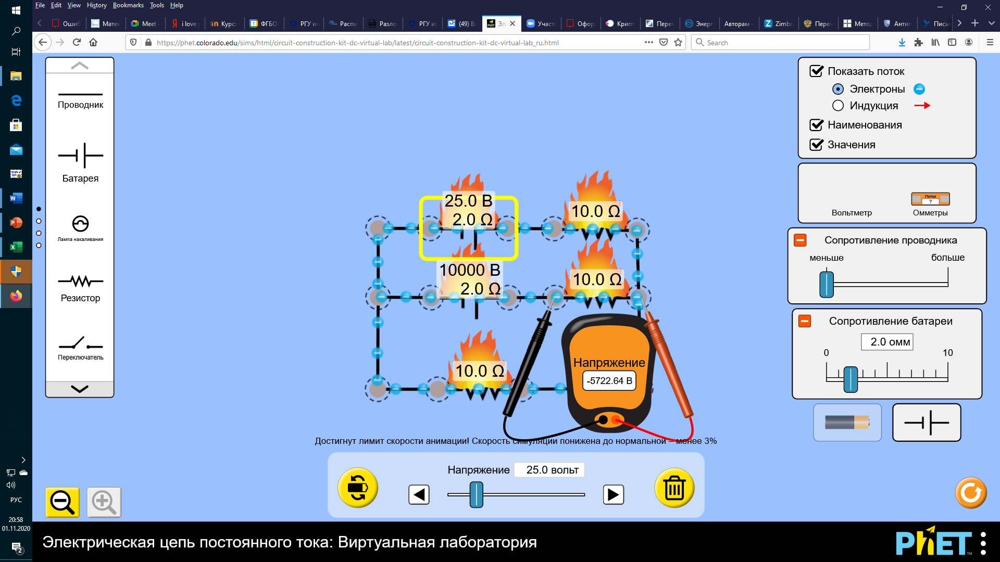 File Edit View History Bookmarks Tools Help
Ошиб Матем Meet - i love Курс: ФГБО РГУ и Распи Разло РГУ и (49) В Эл Участ Офор Крипт Переч Энерг Авторам - Zimbr Переч Метод Антип Письм
https://phet.colorado.edu/sims/html/circuit-construction-kit-dc-virtual-lab/latest/circuit-construction-kit-dc-virtual-lab_ru.html
Search
Проводник
Батарея
Лампа накаливания
Резистор
Переключатель
25.0 В
2.0 Ω
10.0 Ω
10000 В
2.0 Ω
10.0 Ω
10.0 Ω
Напряжение
-5722.64 В
Достигнут лимит скорости анимации! Скорость симуляции понижена до нормальной – менее 3%
Напряжение 25.0 вольт
Показать поток
Электроны
Индукция
Наименования
Значения
Поток
?
Вольтметр Омметры
Сопротивление проводника
меньше больше
Сопротивление батареи
2.0 омм
0 10
РУС
20:58
01.11.2020
2
Электрическая цепь постоянного тока: Виртуальная лаборатория
PhET